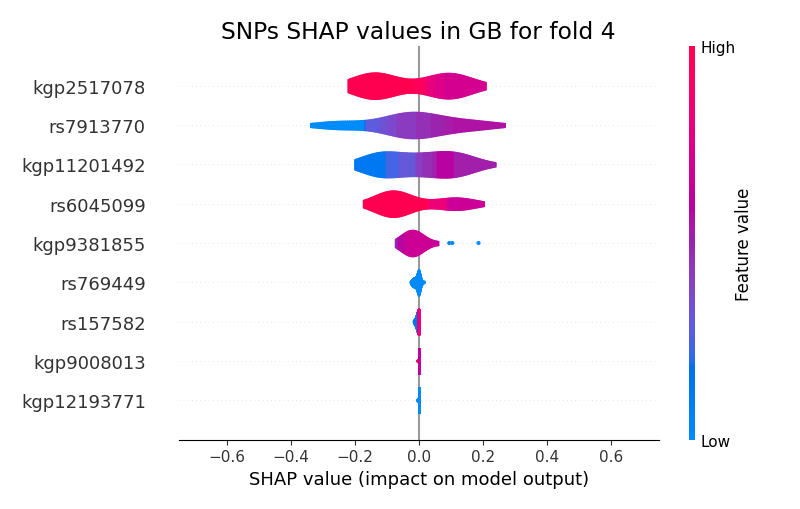 SNPs SHAP values in GB for fold 4
High
kgp2517078
rs7913770
kgp11201492
rs6045099
kgp9381855
rs769449
rs157582
kgp9008013
kgp12193771
Feature value
Low
−0.6 −0.4 −0.2 0.0 0.2 0.4 0.6
SHAP value (impact on model output)